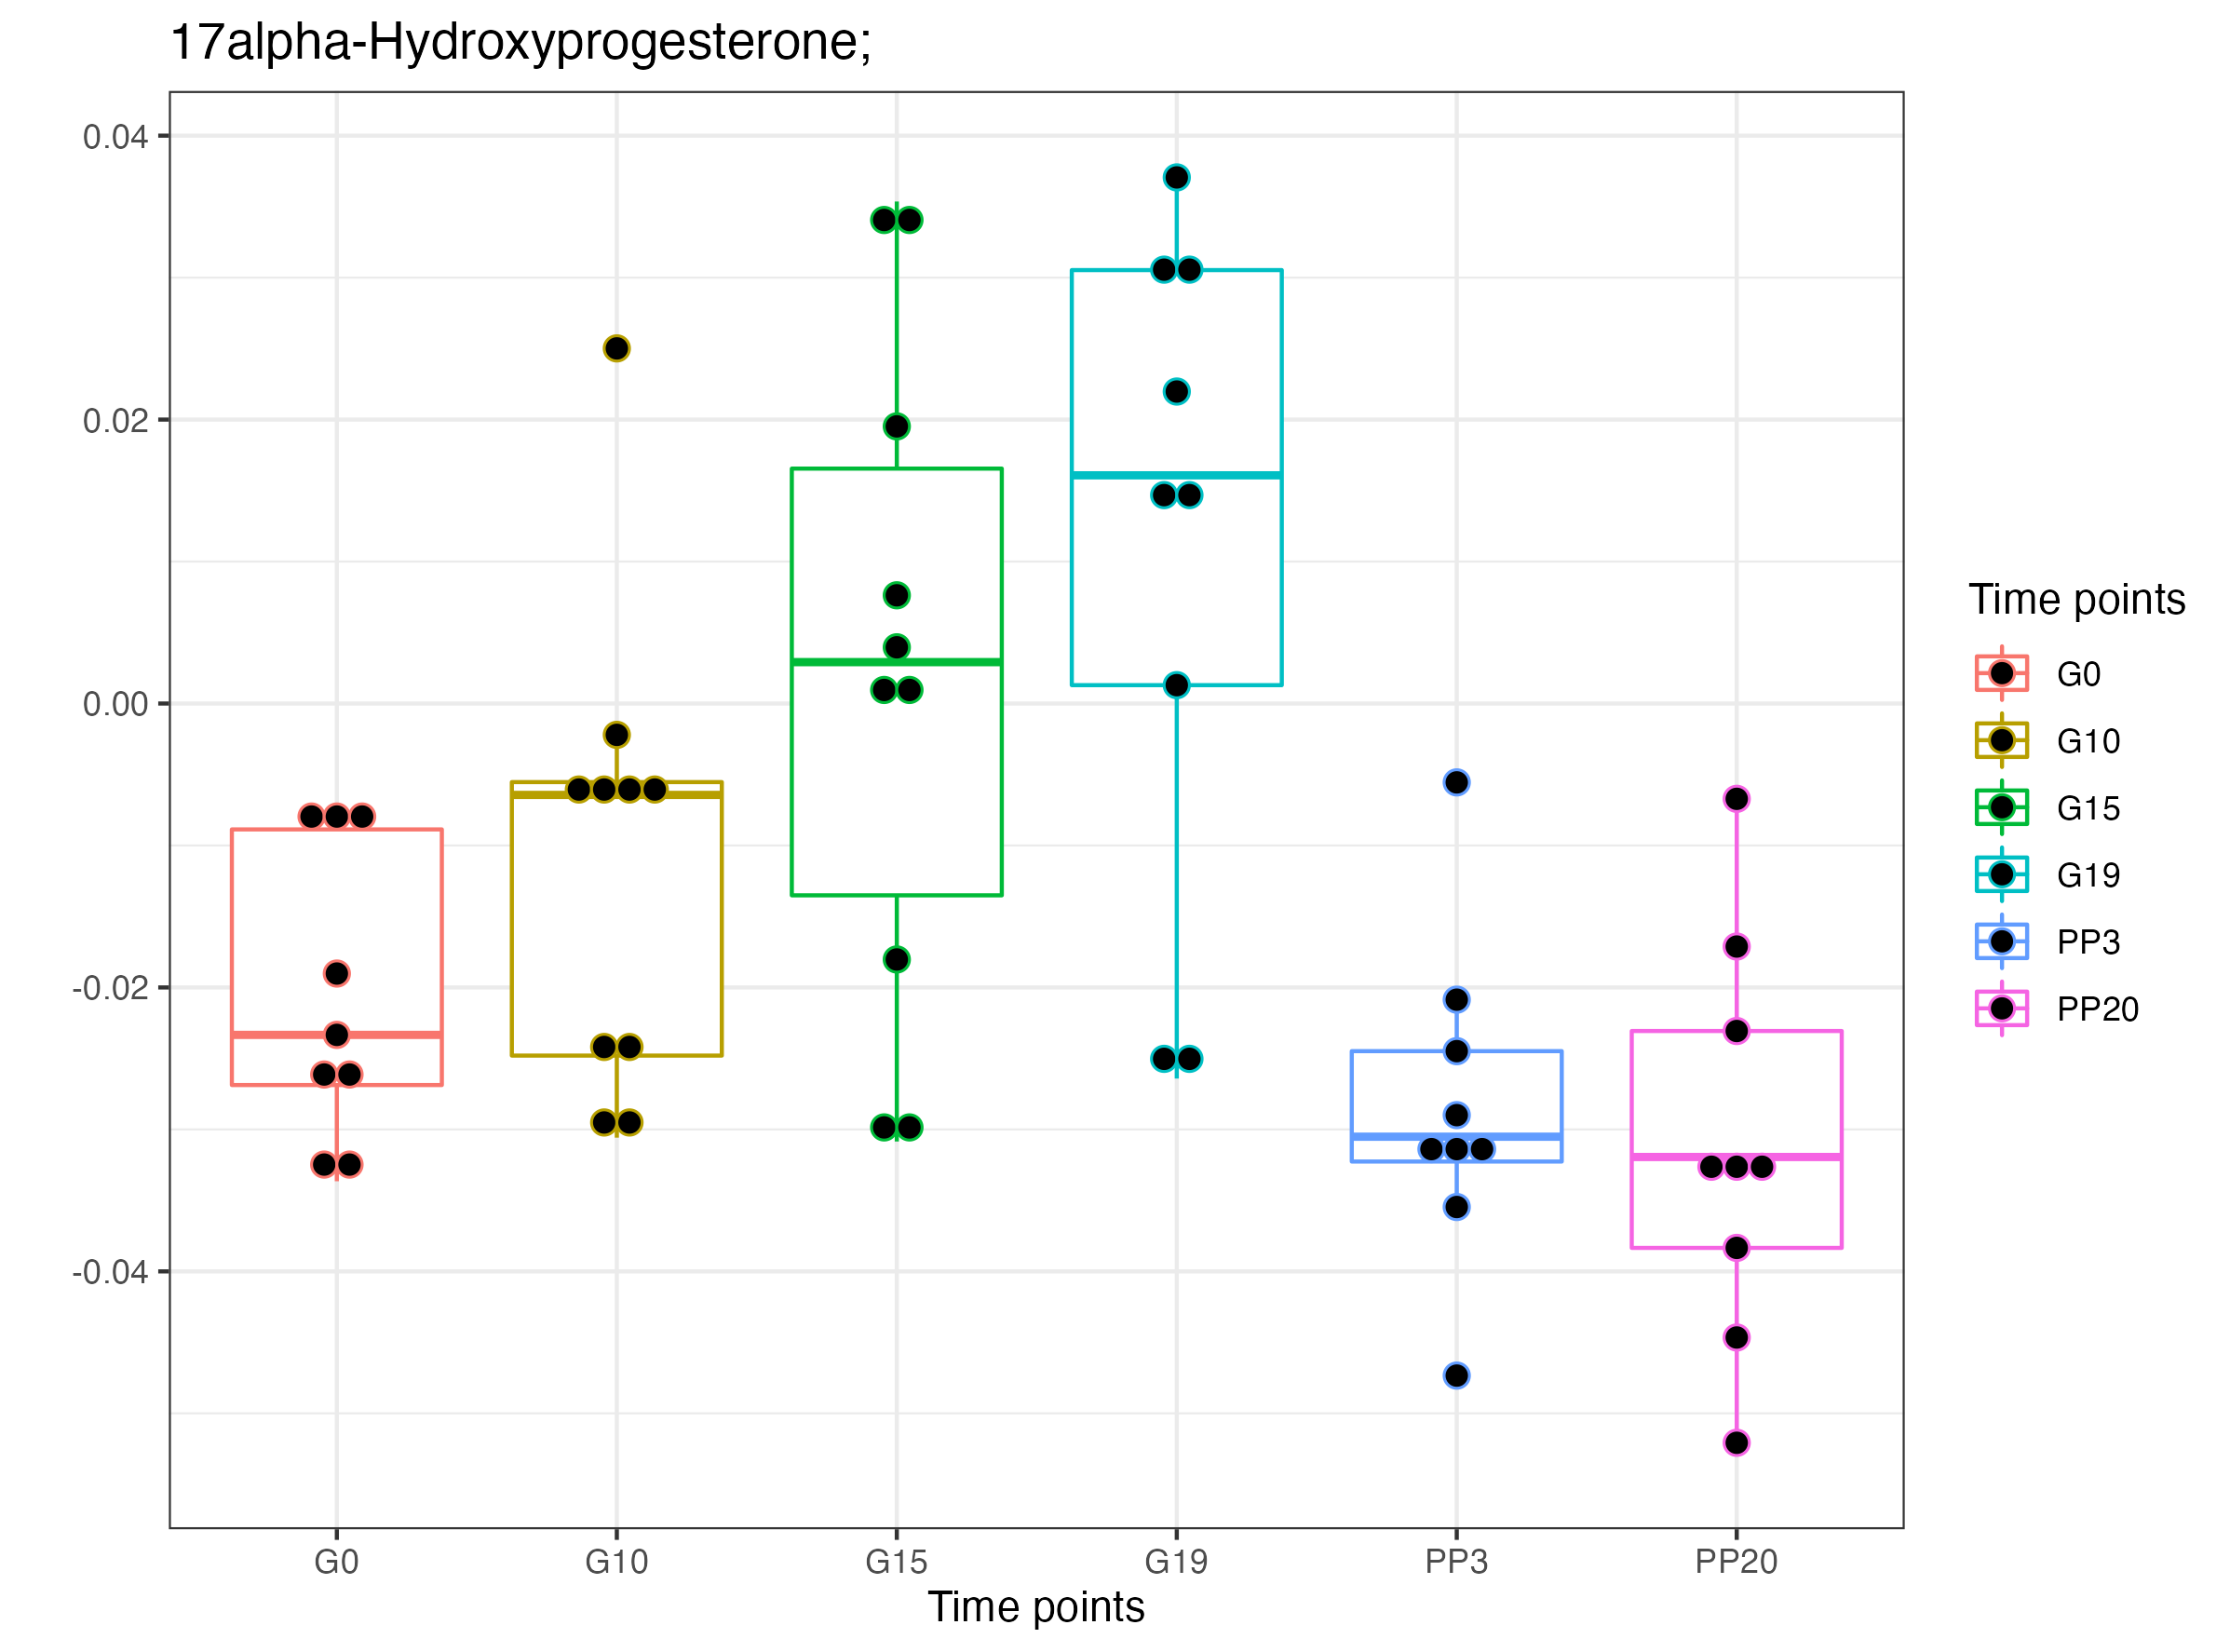 17alpha-Hydroxyprogesterone;
0.04
0.02
0.00
-0.02
-0.04
G0
G10
G15
G19
PP3
PP20
Time points
Time points
G0
G10
G15
G19
PP3
PP20